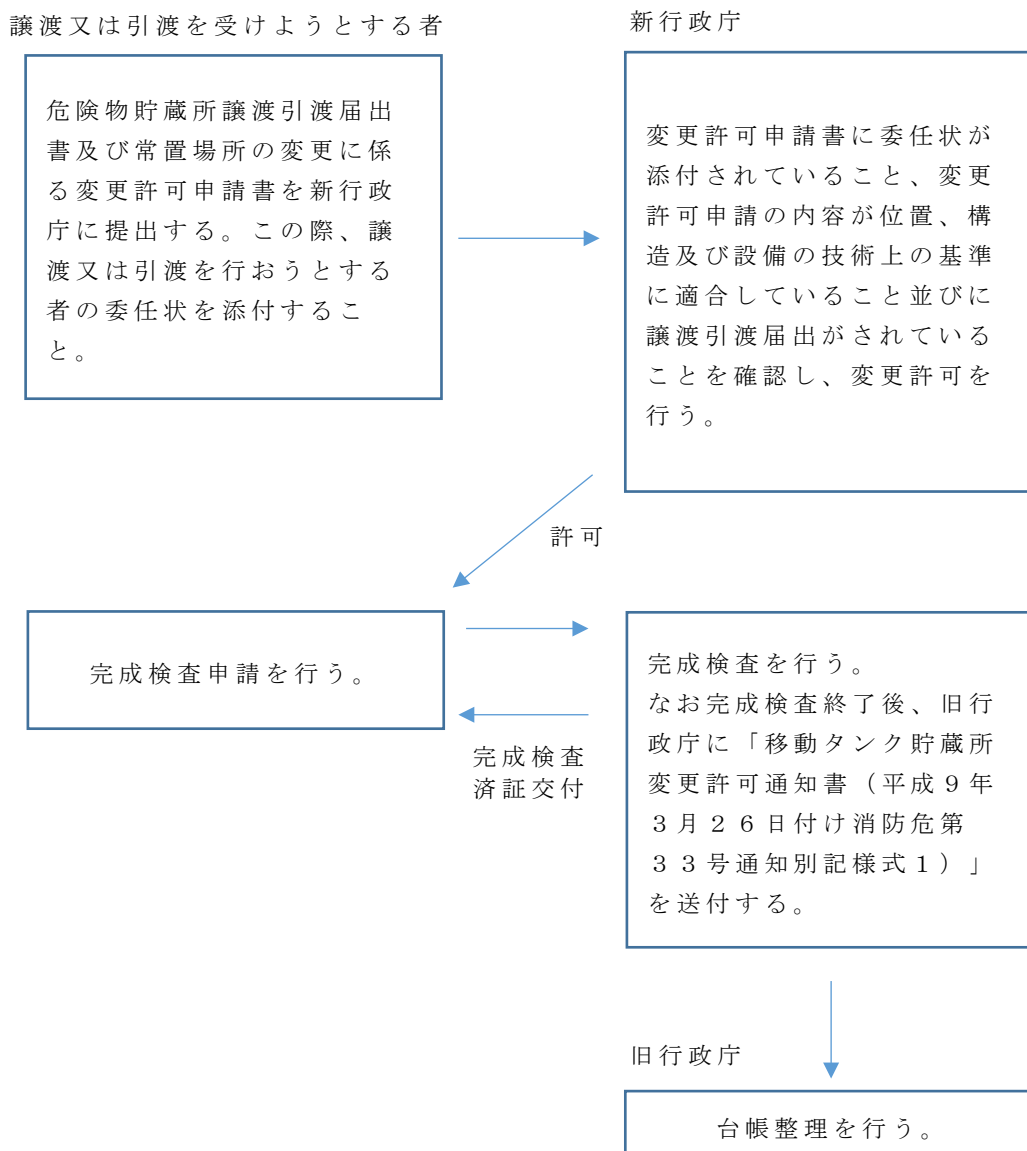 譲渡又は引渡を受けようとする者
新行政庁
危険物貯蔵所譲渡引渡届出
書及び常置場所の変更に係
る変更許可申請書を新行政
庁に提出する。この際、譲
渡又は引渡を行おうとする
者の委任状を添付するこ
と。
変更許可申請書に委任状が
添付されていること、変更
許可申請の内容が位置、構
造及び設備の技術上の基準
に適合していること並びに
譲渡引渡届出がされている
ことを確認し、変更許可を
行う。
許可
完成検査申請を行う。
完成検査を行う。
なお完成検査終了後、旧行
政庁に「移動タンク貯蔵所
変更許可通知書（平成９年
３月２６日付け消防危第
３３号通知別記様式１）」
を送付する。
完成検査
済証交付
旧行政庁
台帳整理を行う。